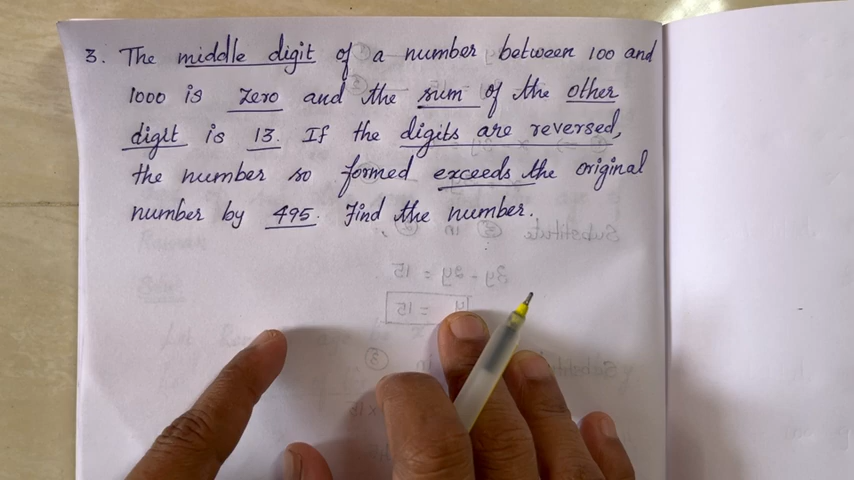 3. The middle digit of a number between 100 and
1000 is zero and the sum of the other
digit is 13. If the digits are reversed,
the number so formed exceeds the original
number by 495. Find the number.